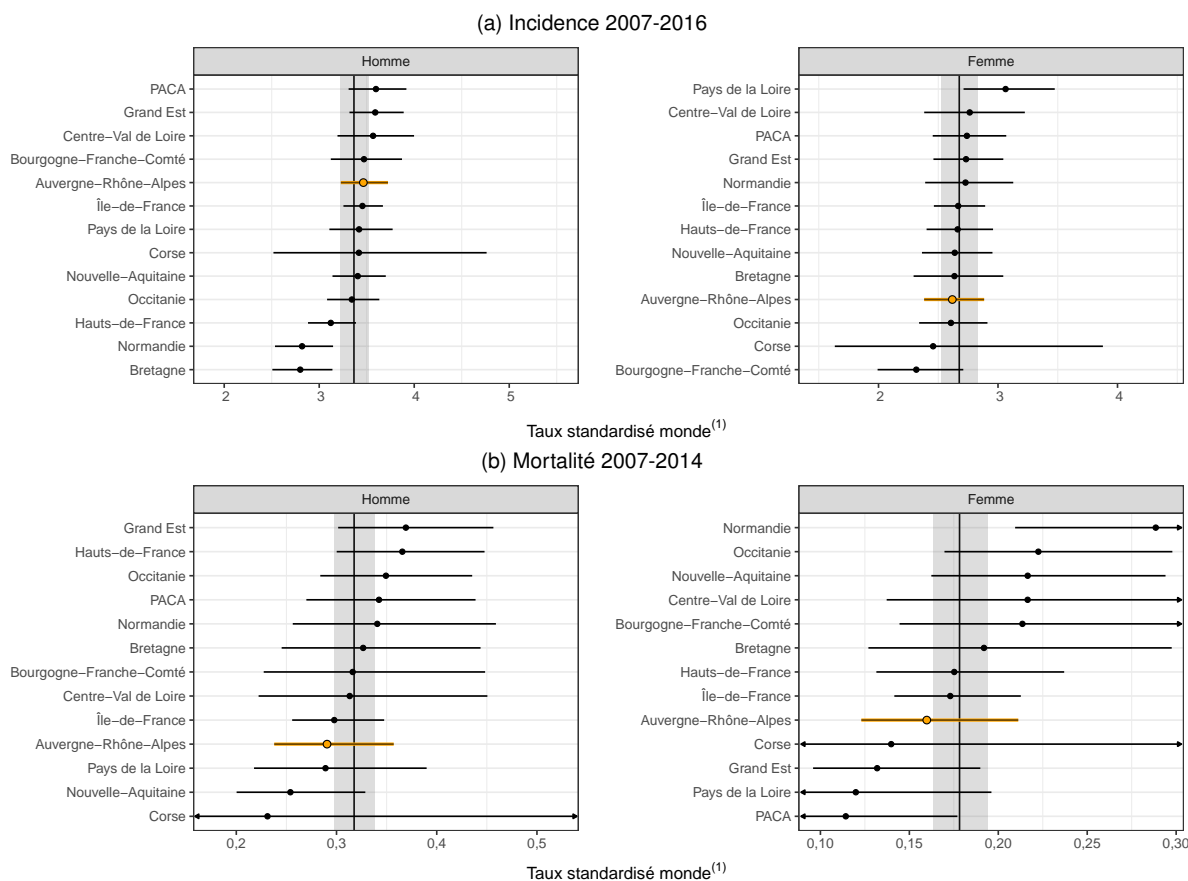 (a) Incidence 2007-2016
Homme
PACA
Grand Est
Centre−Val de Loire
Bourgogne−Franche−Comté
Auvergne−Rhône−Alpes
Île−de−France
Pays de la Loire
Corse
Nouvelle−Aquitaine
Occitanie
Hauts−de−France
Normandie
Bretagne
2 3 4 5
Femme
Pays de la Loire
Centre−Val de Loire
PACA
Grand Est
Normandie
Île−de−France
Hauts−de−France
Nouvelle−Aquitaine
Bretagne
Auvergne−Rhône−Alpes
Occitanie
Corse
Bourgogne−Franche−Comté
2 3 4
Taux standardisé monde(1)
(b) Mortalité 2007-2014
Homme
Grand Est
Hauts−de−France
Occitanie
PACA
Normandie
Bretagne
Bourgogne−Franche−Comté
Centre−Val de Loire
Île−de−France
Auvergne−Rhône−Alpes
Pays de la Loire
Nouvelle−Aquitaine
Corse
0,2 0,3 0,4 0,5
Femme
Normandie
Occitanie
Nouvelle−Aquitaine
Centre−Val de Loire
Bourgogne−Franche−Comté
Bretagne
Hauts−de−France
Île−de−France
Auvergne−Rhône−Alpes
Corse
Grand Est
Pays de la Loire
PACA
0,10 0,15 0,20 0,25 0,30
Taux standardisé monde(1)